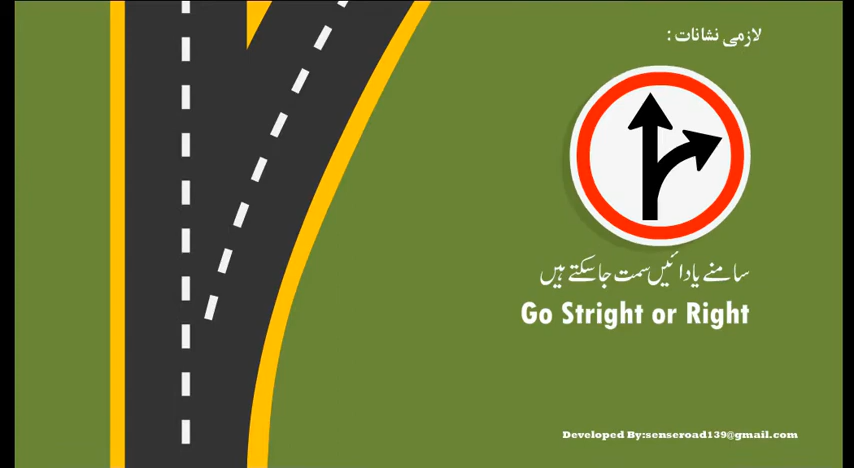 لازمی نشانات :
سامنے یا دائیں سمت جا سکتے ہیں
Go Stright or Right
Developed By:senseroad139@gmail.com